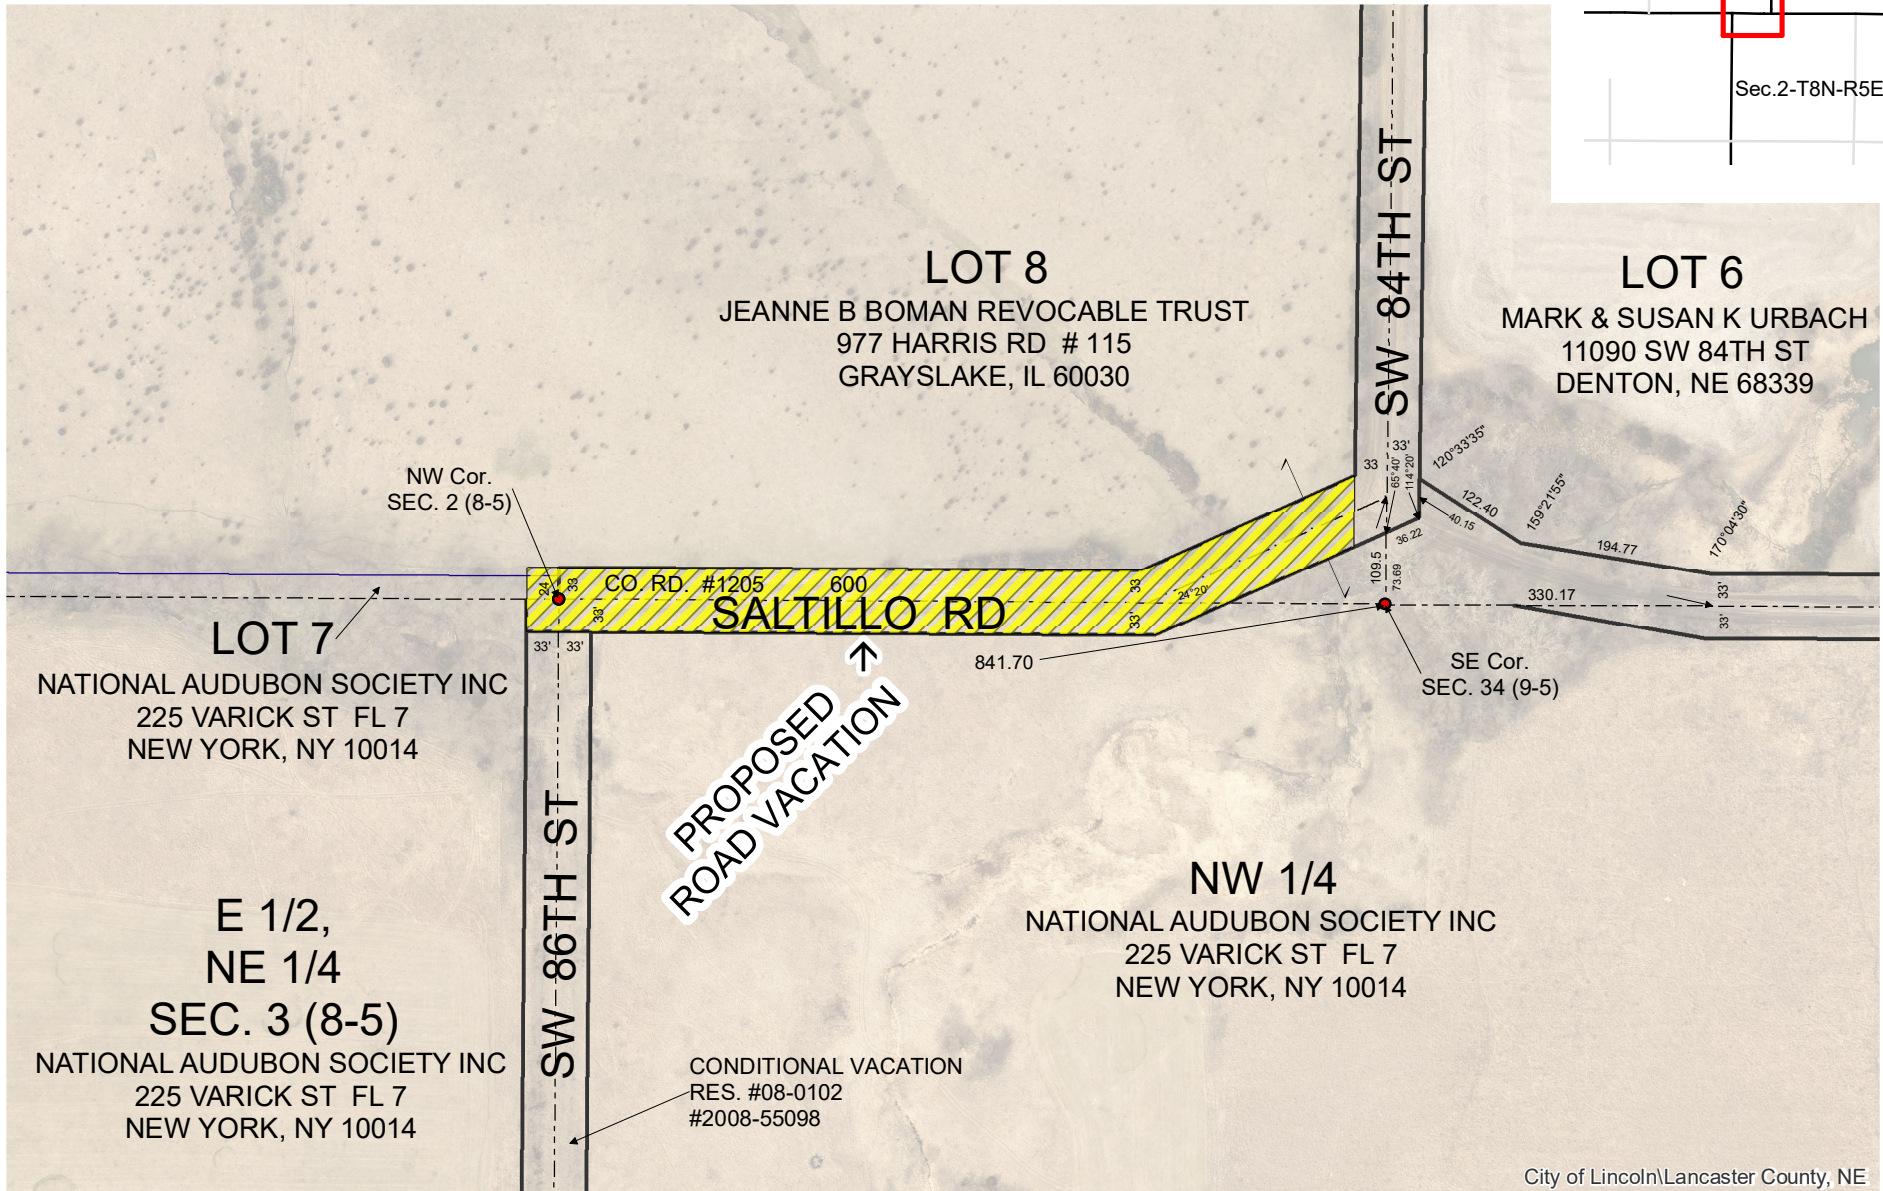 Sec.2-T8N-R5E
SW 84TH ST
LOT 8
JEANNE B BOMAN REVOCABLE TRUST
977 HARRIS RD # 115
GRAYSLAKE, IL 60030
LOT 6
MARK & SUSAN K URBACH
11090 SW 84TH ST
DENTON, NE 68339
NW Cor.
SEC. 2 (8-5)
33'
33
65°40'
114°20'
120°33'35"
122.40
159°21'55"
40.15
36.22
194.77
170°04'30"
109.5
73.69
330.17
33'
33'
24
33
33'
CO. RD. #1205
600
SALTILLO RD
33
33'
24°20'
33'
33'
841.70
SE Cor.
SEC. 34 (9-5)
LOT 7
NATIONAL AUDUBON SOCIETY INC
225 VARICK ST FL 7
NEW YORK, NY 10014
PROPOSED
ROAD VACATION
SW 86TH ST
NW 1/4
NATIONAL AUDUBON SOCIETY INC
225 VARICK ST FL 7
NEW YORK, NY 10014
E 1/2,
NE 1/4
SEC. 3 (8-5)
NATIONAL AUDUBON SOCIETY INC
225 VARICK ST FL 7
NEW YORK, NY 10014
CONDITIONAL VACATION
RES. #08-0102
#2008-55098
City of Lincoln\Lancaster County, NE